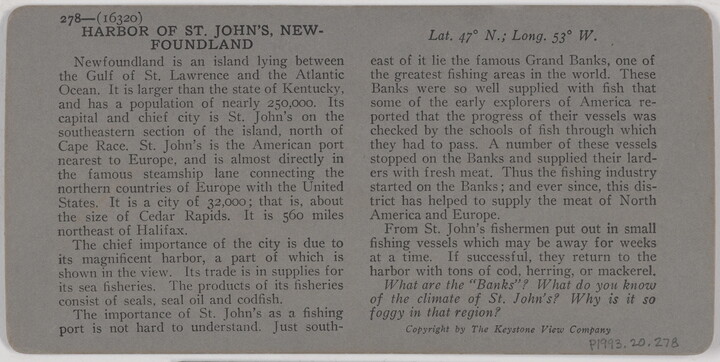 278—(16320)
HARBOR OF ST. JOHN'S, NEW-
FOUNDLAND
Newfoundland is an island lying between
the Gulf of St. Lawrence and the Atlantic
Ocean. It is larger than the state of Kentucky,
and has a population of nearly 250,000. Its
capital and chief city is St. John's on the
southeastern section of the island, north of
Cape Race. St. John's is the American port
nearest to Europe, and is almost directly in
the famous steamship lane connecting the
northern countries of Europe with the United
States. It is a city of 32,000; that is, about
the size of Cedar Rapids. It is 560 miles
northeast of Halifax.
The chief importance of the city is due to
its magnificent harbor, a part of which is
shown in the view. Its trade is in supplies for
its sea fisheries. The products of its fisheries
consist of seals, seal oil and codfish.
The importance of St. John's as a fishing
port is not hard to understand. Just south-
Lat. 47° N.; Long. 53° W.
east of it lie the famous Grand Banks, one of
the greatest fishing areas in the world. These
Banks were so well supplied with fish that
some of the early explorers of America re-
ported that the progress of their vessels was
checked by the schools of fish through which
they had to pass. A number of these vessels
stopped on the Banks and supplied their lard-
ers with fresh meat. Thus the fishing industry
started on the Banks; and ever since, this dis-
trict has helped to supply the meat of North
America and Europe.
From St. John's fishermen put out in small
fishing vessels which may be away for weeks
at a time. If successful, they return to the
harbor with tons of cod, herring, or mackerel.
What are the "Banks"? What do you know
of the climate of St. John's? Why is it so
foggy in that region?
Copyright by The Keystone View Company
P1993.20.278